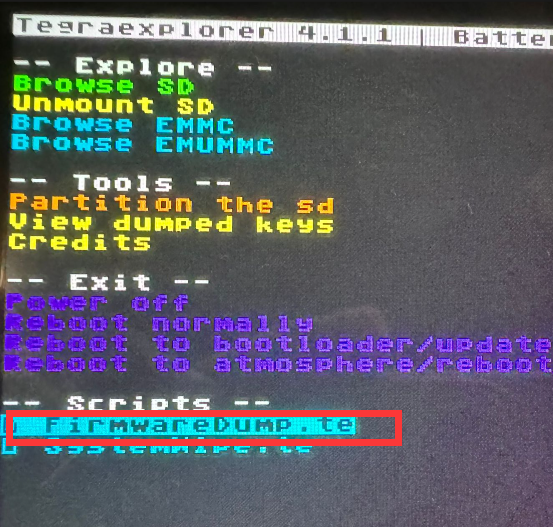 Tegraexplorer 4.1.1 | Batter
-- Explore --
Browse SD
Unmount SD
Browse EMMC
Browse EMUMMC
-- Tools --
Partition the sd
View dumped keys
Credits
-- Exit --
Power off
Reboot normally
Reboot to bootloader/update
Reboot to atmosphere/reboot
-- Scripts --
FirmwareDump.te
SystemWipe.te